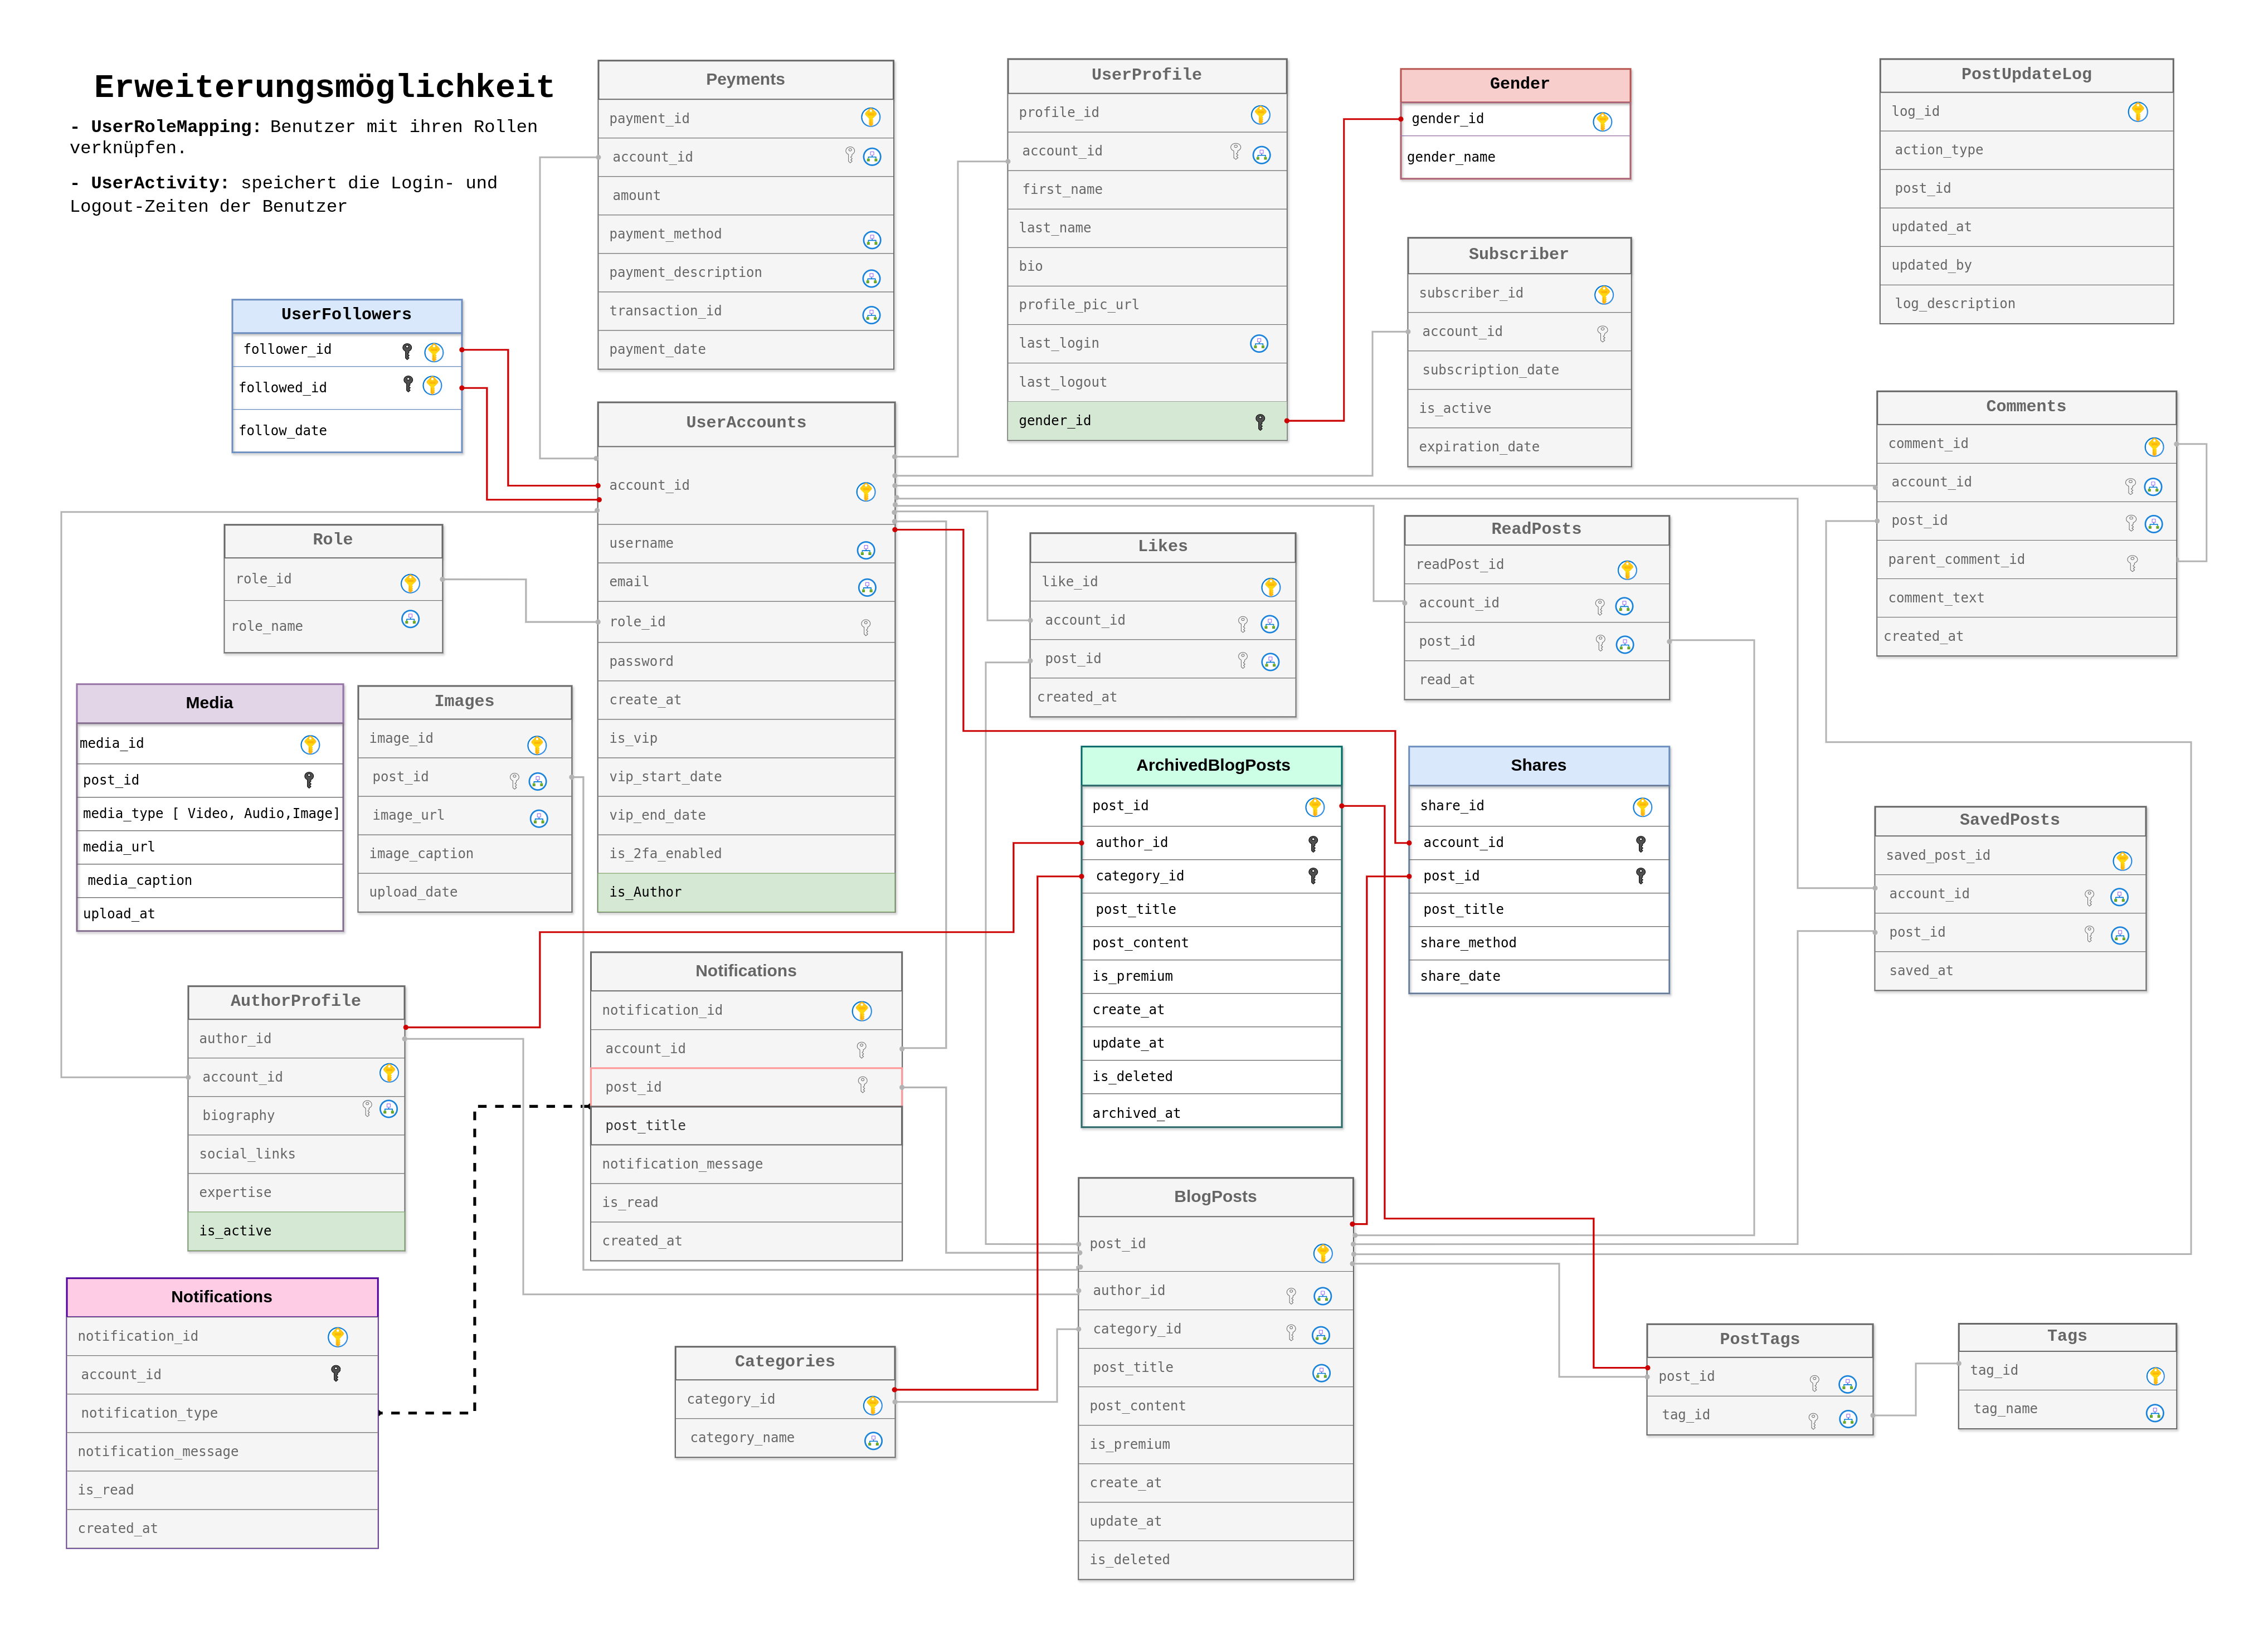 Erweiterungsmöglichkeit
- UserRoleMapping: Benutzer mit ihren Rollen
verknüpfen.
- UserActivity: speichert die Login- und
Logout-Zeiten der Benutzer
Peyments
payment_id
account_id
amount
payment_method
payment_description
transaction_id
payment_date
UserProfile
profile_id
account_id
first_name
last_name
bio
profile_pic_url
last_login
last_logout
gender_id
Gender
gender_id
gender_name
PostUpdateLog
log_id
action_type
post_id
updated_at
updated_by
log_description
Subscriber
subscriber_id
account_id
subscription_date
is_active
expiration_date
UserFollowers
follower_id
followed_id
follow_date
UserAccounts
account_id
username
email
role_id
password
create_at
is_vip
vip_start_date
vip_end_date
is_2fa_enabled
is_Author
Comments
comment_id
account_id
post_id
parent_comment_id
comment_text
created_at
Role
role_id
role_name
Likes
like_id
account_id
post_id
created_at
ReadPosts
readPost_id
account_id
post_id
read_at
Media
media_id
post_id
media_type [ Video, Audio,Image]
media_url
media_caption
upload_at
Images
image_id
post_id
image_url
image_caption
upload_date
ArchivedBlogPosts
post_id
author_id
category_id
post_title
post_content
is_premium
create_at
update_at
is_deleted
archived_at
Shares
share_id
account_id
post_id
post_title
share_method
share_date
SavedPosts
saved_post_id
account_id
post_id
saved_at
AuthorProfile
author_id
account_id
biography
social_links
expertise
is_active
Notifications
notification_id
account_id
post_id
post_title
notification_message
is_read
created_at
BlogPosts
post_id
author_id
category_id
post_title
post_content
is_premium
create_at
update_at
is_deleted
Notifications
notification_id
account_id
notification_type
notification_message
is_read
created_at
Categories
category_id
category_name
PostTags
post_id
tag_id
Tags
tag_id
tag_name